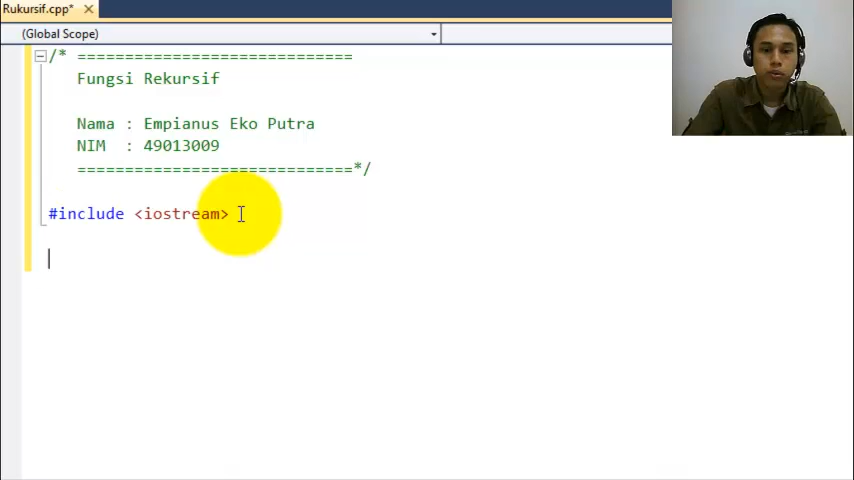 Rukursif.cpp*
(Global Scope)
/* =============================
Fungsi Rekursif
Nama : Empianus Eko Putra
NIM : 49013009
=============================*/
#include <iostream>